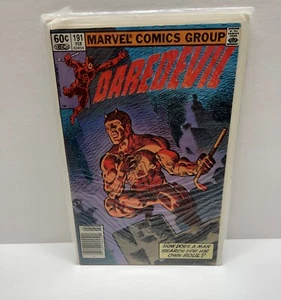 60¢
191
FEB
MARVEL COMICS GROUP
DAREDEVIL
HOW DOES A MAN
SEARCH FOR HIS
OWN SOUL?